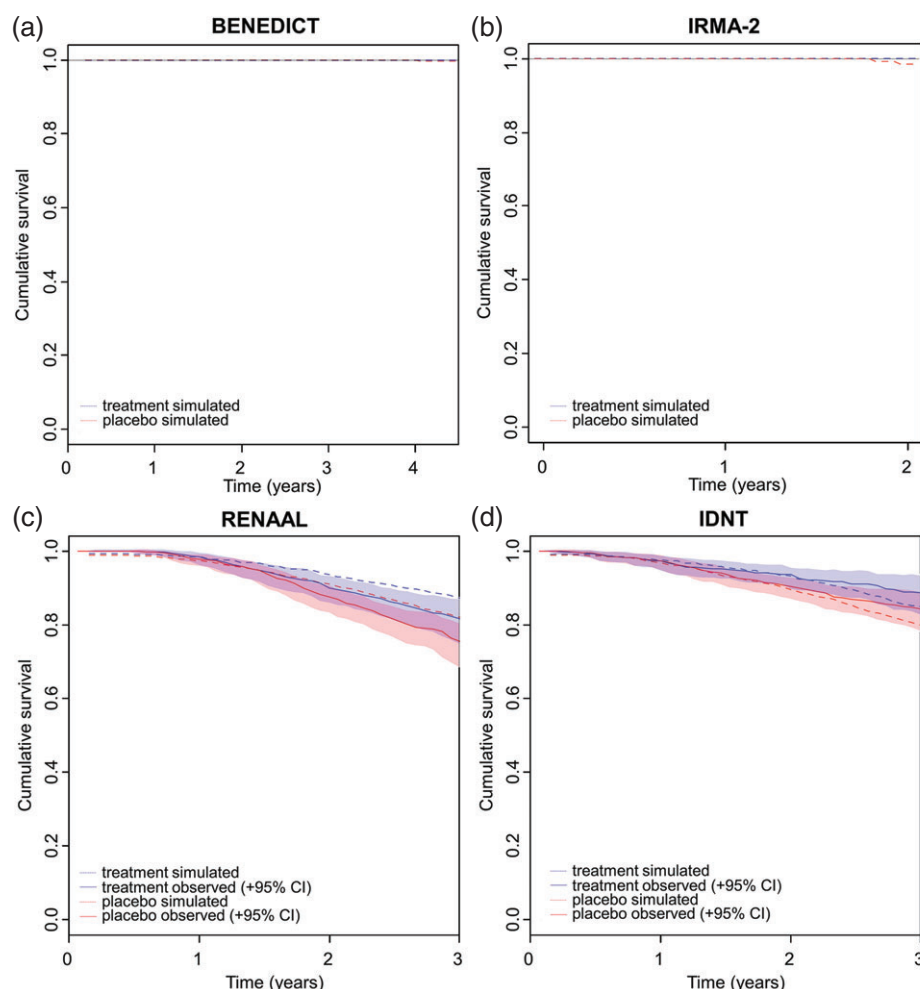 (a) BENEDICT
Cumulative survival
1.0
0.8
0.6
0.4
0.2
0.0
treatment simulated
placebo simulated
0 1 2 3 4
Time (years)
(b) IRMA-2
Cumulative survival
1.0
0.8
0.6
0.4
0.2
0.0
treatment simulated
placebo simulated
0 1 2
Time (years)
(c) RENAAL
Cumulative survival
1.0
0.8
0.6
0.4
0.2
0.0
treatment simulated
treatment observed (+95% CI)
placebo simulated
placebo observed (+95% CI)
0 1 2 3
Time (years)
(d) IDNT
Cumulative survival
1.0
0.8
0.6
0.4
0.2
0.0
treatment simulated
treatment observed (+95% CI)
placebo simulated
placebo observed (+95% CI)
0 1 2 3
Time (years)